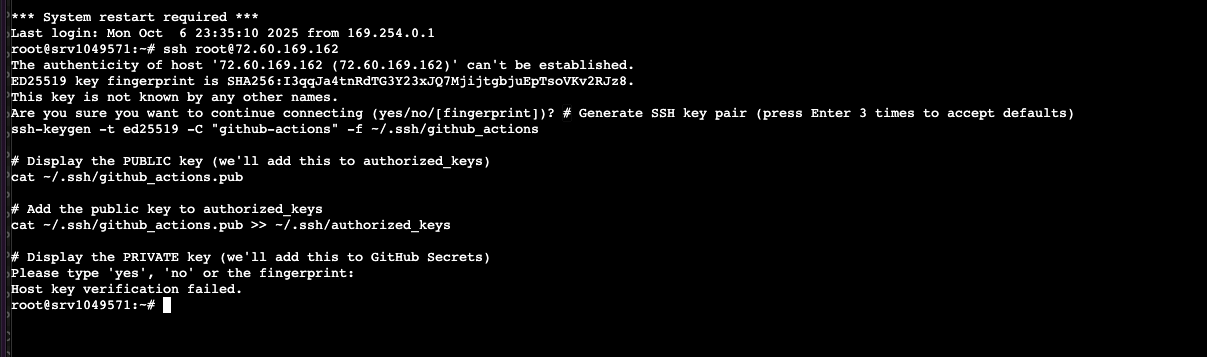 *** System restart required ***
Last login: Mon Oct  6 23:35:10 2025 from 169.254.0.1
root@srv1049571:~# ssh root@72.60.169.162
The authenticity of host '72.60.169.162 (72.60.169.162)' can't be established.
ED25519 key fingerprint is SHA256:I3qqJa4tnRdTG3Y23xJQ7MjijtgbjuEpTsoVKv2RJz8.
This key is not known by any other names.
Are you sure you want to continue connecting (yes/no/[fingerprint])? # Generate SSH key pair (press Enter 3 times to accept defaults)
ssh-keygen -t ed25519 -C "github-actions" -f ~/.ssh/github_actions
# Display the PUBLIC key (we'll add this to authorized_keys)
cat ~/.ssh/github_actions.pub
# Add the public key to authorized_keys
cat ~/.ssh/github_actions.pub >> ~/.ssh/authorized_keys
# Display the PRIVATE key (we'll add this to GitHub Secrets)
Please type 'yes', 'no' or the fingerprint:
Host key verification failed.
root@srv1049571:~#